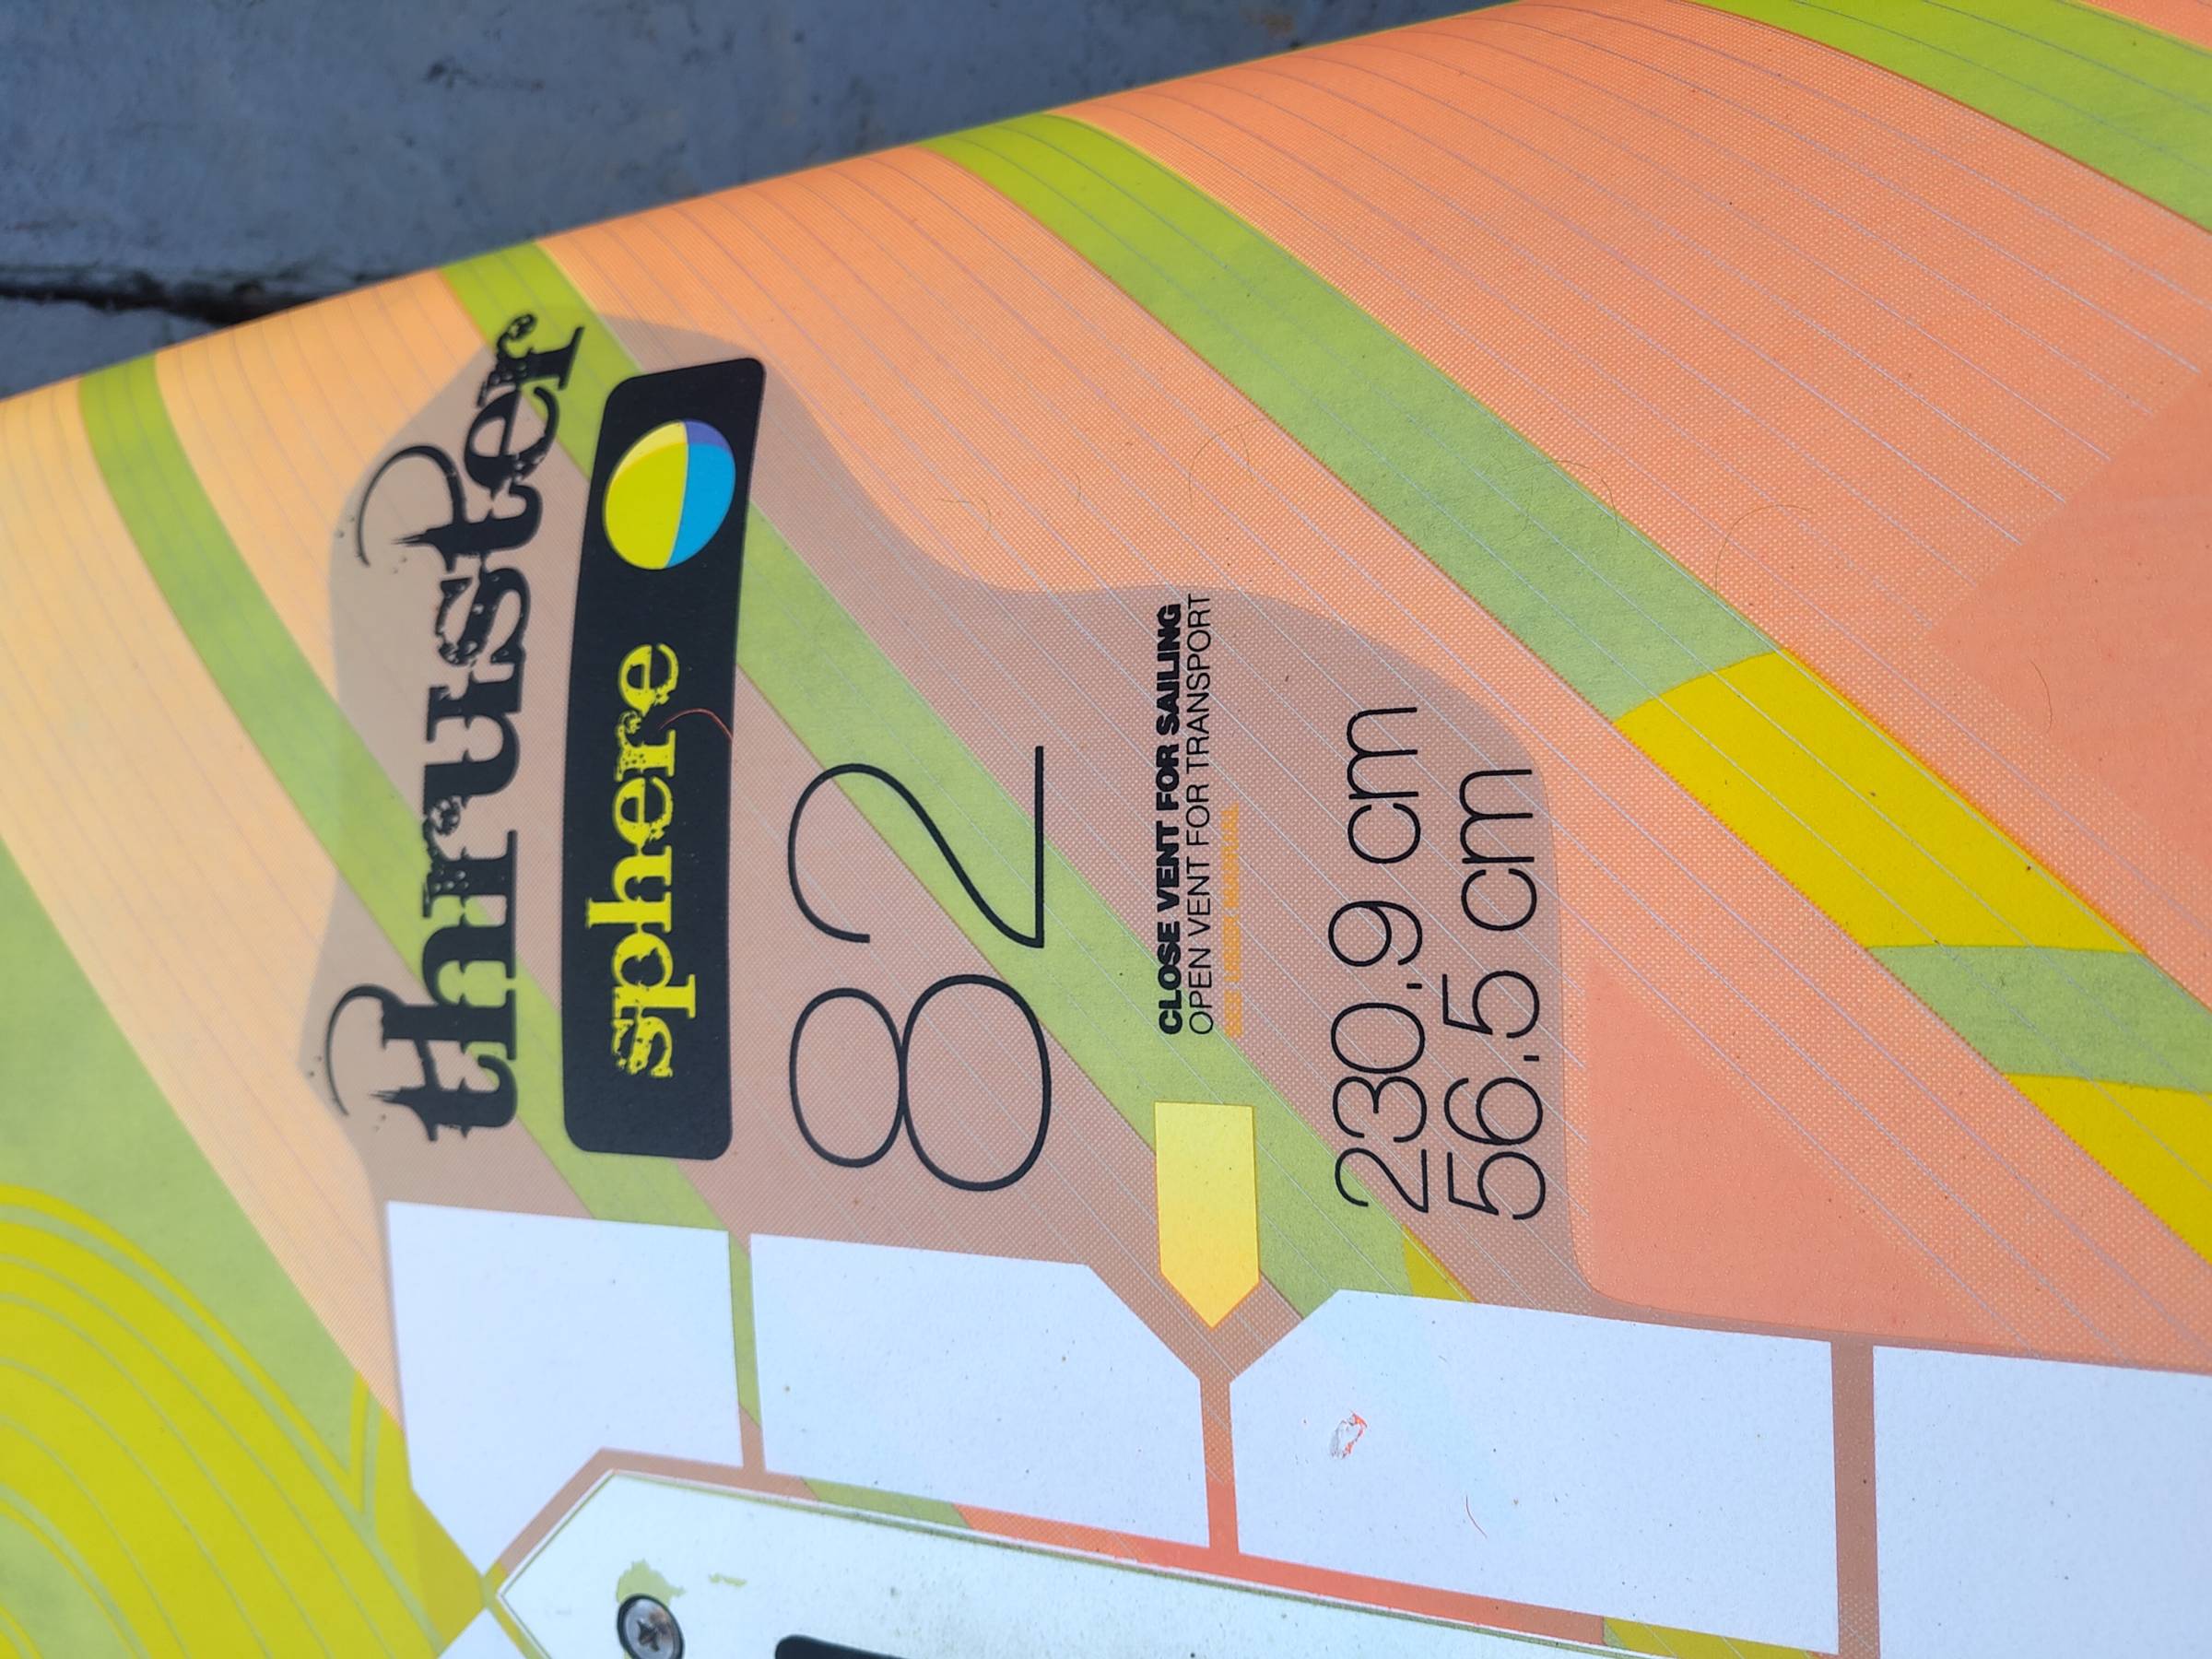 thruster
sphere
82
CLOSE VENT FOR SAILING
OPEN VENT FOR TRANSPORT
230.9 cm
56.5 cm